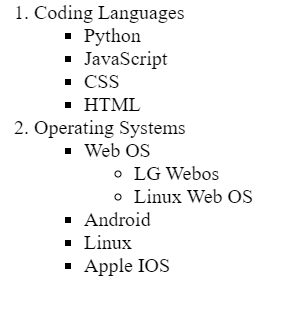 1. Coding Languages
▪ Python
▪ JavaScript
▪ CSS
▪ HTML
2. Operating Systems
▪ Web OS
◦ LG Webos
◦ Linux Web OS
▪ Android
▪ Linux
▪ Apple IOS